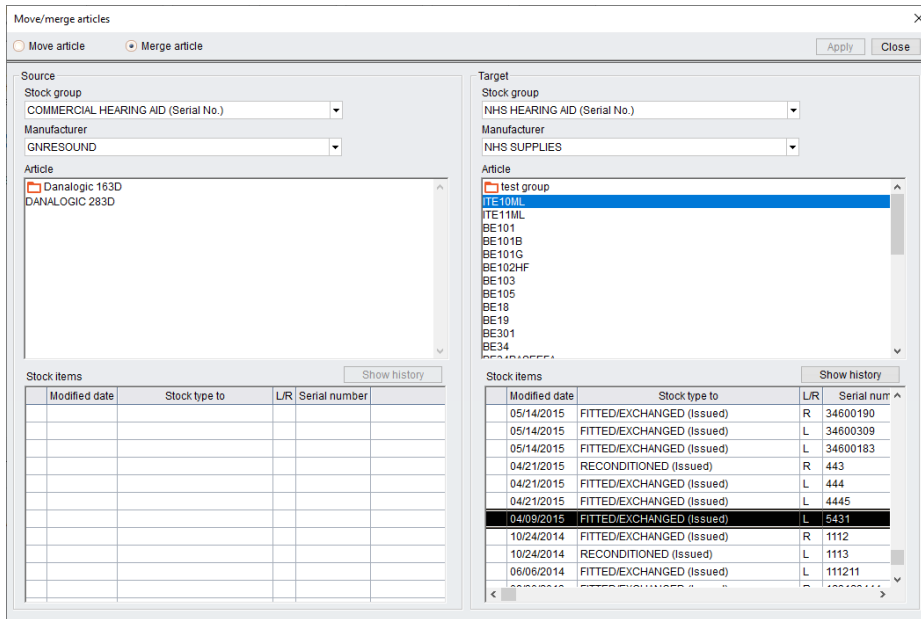 Move/merge articles
Move article Merge article Apply Close
Source
Stock group
COMMERCIAL HEARING AID (Serial No.)
Manufacturer
GNRESOUND
Article
Danalogic 163D
DANALOGIC 283D
Show history
Stock items
Modified date Stock type to L/R Serial number
Target
Stock group
NHS HEARING AID (Serial No.)
Manufacturer
NHS SUPPLIES
Article
test group
ITE10ML
ITE11ML
BE101
BE101B
BE101G
BE102HF
BE103
BE105
BE18
BE19
BE301
BE34
Show history
Stock items
Modified date Stock type to L/R Serial num
05/14/2015 FITTED/EXCHANGED (Issued) R 34600190
05/14/2015 FITTED/EXCHANGED (Issued) L 34600309
05/14/2015 FITTED/EXCHANGED (Issued) L 34600183
04/21/2015 RECONDITIONED (Issued) R 443
04/21/2015 FITTED/EXCHANGED (Issued) L 444
04/21/2015 FITTED/EXCHANGED (Issued) L 4445
04/09/2015 FITTED/EXCHANGED (Issued) L 5431
10/24/2014 FITTED/EXCHANGED (Issued) R 1112
10/24/2014 RECONDITIONED (Issued) L 1113
06/06/2014 FITTED/EXCHANGED (Issued) L 111211